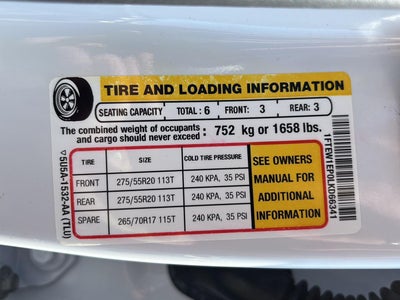 TIRE AND LOADING INFORMATION
SEATING CAPACITY TOTAL : 6 FRONT: 3 REAR: 3
The combined weight of occupants
and cargo should never exceed : 752 kg or 1658 lbs.
TIRE SIZE COLD TIRE PRESSURE
FRONT 275/55R20 113T 240 KPA, 35 PSI
REAR 275/55R20 113T 240 KPA, 35 PSI
SPARE 265/70R17 115T 240 KPA, 35 PSI
SEE OWNERS
MANUAL FOR
ADDITIONAL
INFORMATION
5U5A-1532-AA (TLU)
1FTEW1EP0LKD66341